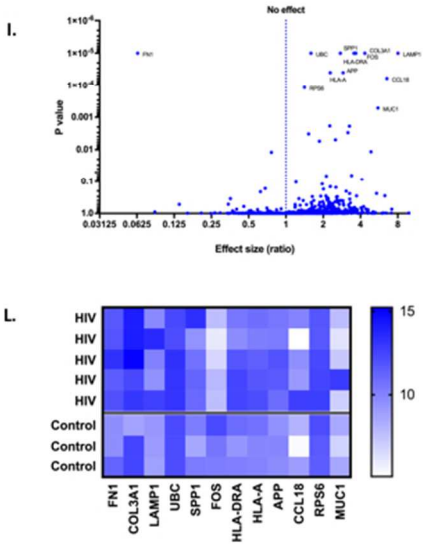 I.
No effect
1×10⁻⁵
FN1
UBC
SPP1
COL3A1
FOS
LAMP1
HLA-DRA
APP
HLA-A
CCL18
1×10⁻⁴
RPS6
MUC1
0.001
0.01
0.1
1.0
P value
0.03125 0.0625 0.125 0.25 0.5 1 2 4 8
Effect size (ratio)
L.
HIV
HIV
HIV
HIV
HIV
Control
Control
Control
15
10
FN1 COL3A1 LAMP1 UBC SPP1 FOS HLA-DRA HLA-A APP CCL18 RPS6 MUC1